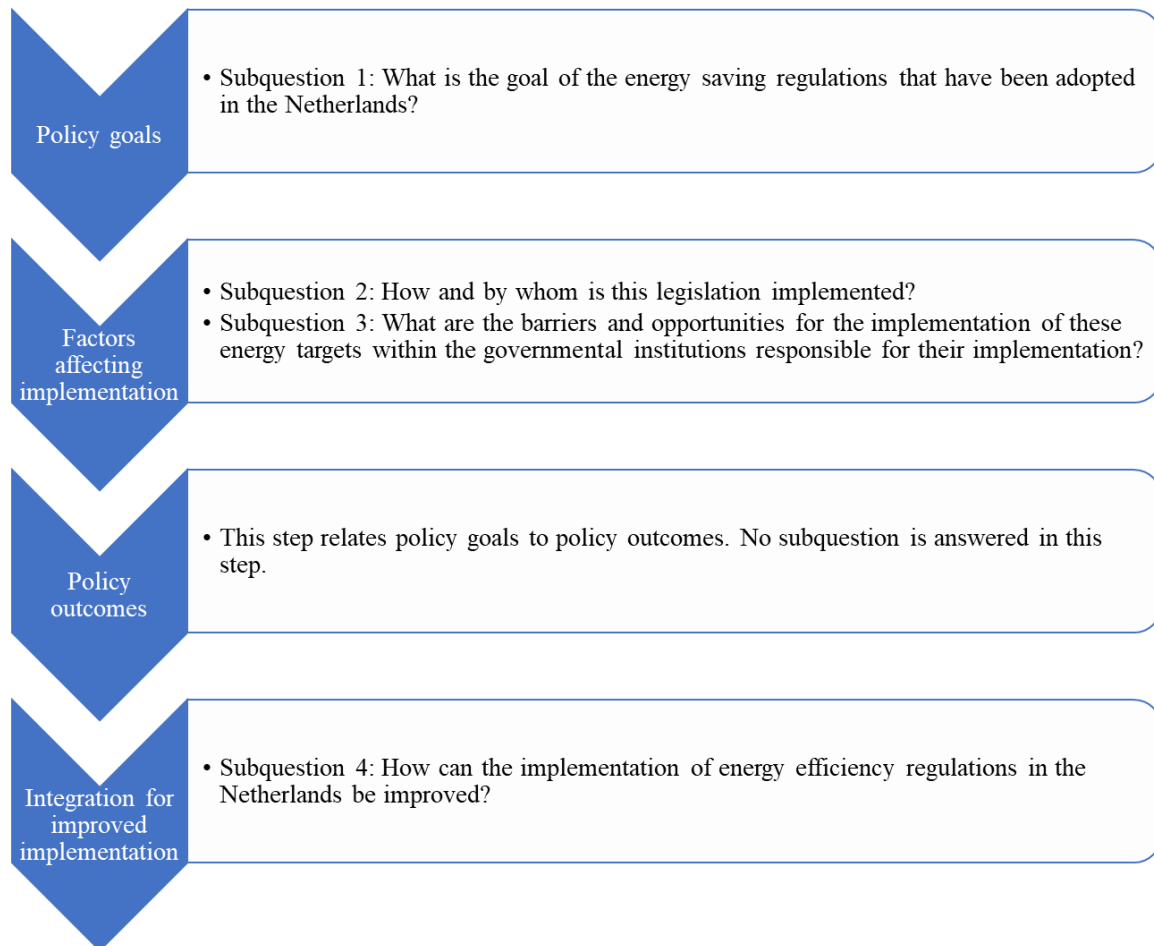 Policy goals
• Subquestion 1: What is the goal of the energy saving regulations that have been adopted
in the Netherlands?
Factors
affecting
implementation
• Subquestion 2: How and by whom is this legislation implemented?
• Subquestion 3: What are the barriers and opportunities for the implementation of these
energy targets within the governmental institutions responsible for their implementation?
Policy
outcomes
• This step relates policy goals to policy outcomes. No subquestion is answered in this
step.
Integration for
improved
implementation
• Subquestion 4: How can the implementation of energy efficiency regulations in the
Netherlands be improved?